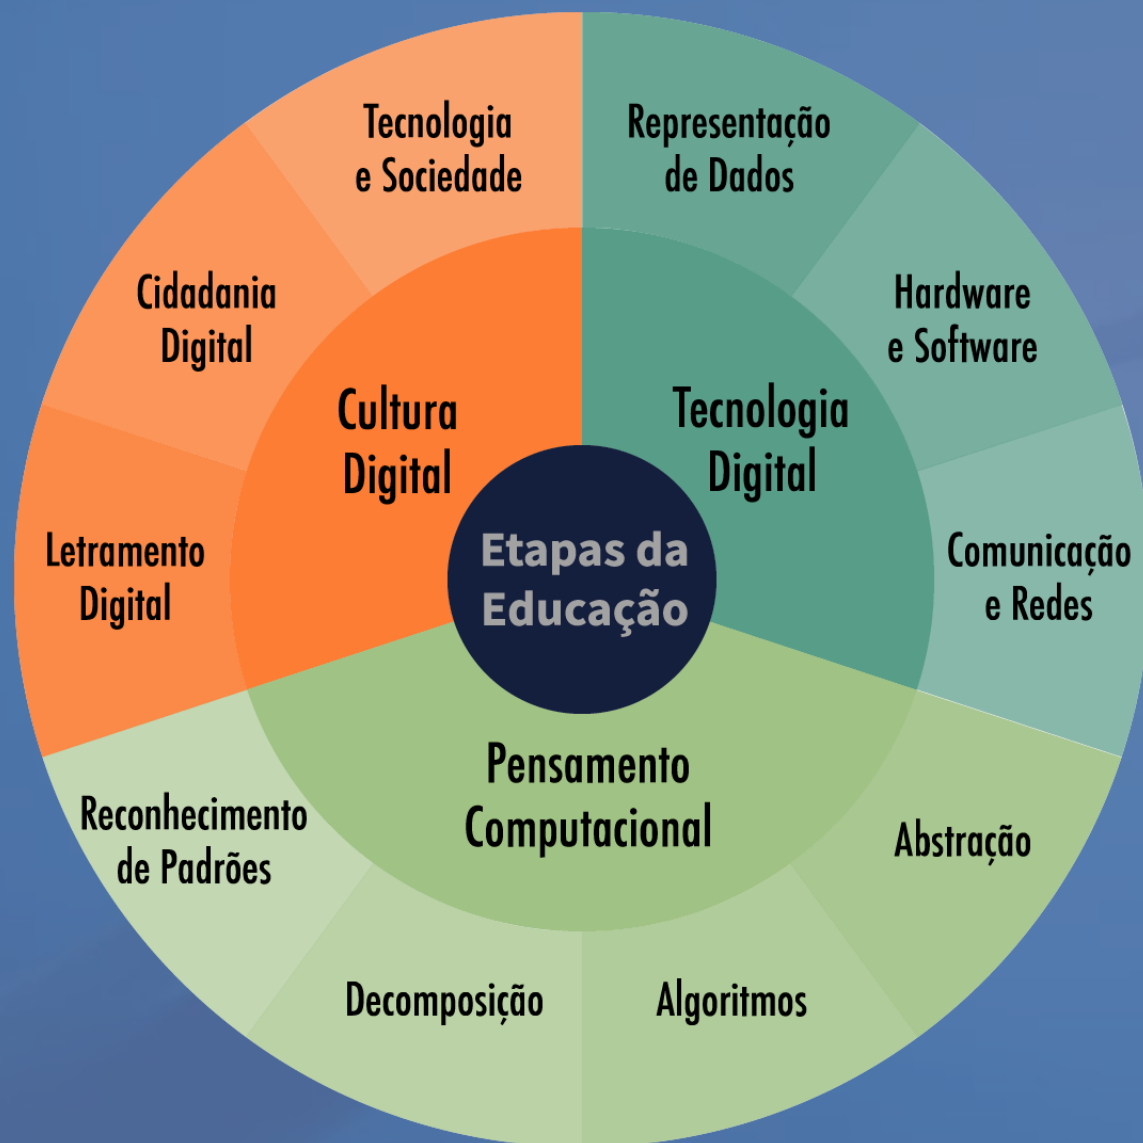 Tecnologia
e Sociedade
Representação
de Dados
Cidadania
Digital
Hardware
e Software
Cultura
Digital
Tecnologia
Digital
Letramento
Digital
Etapas da
Educação
Comunicação
e Redes
Pensamento
Computacional
Reconhecimento
de Padrões
Abstração
Decomposição
Algoritmos